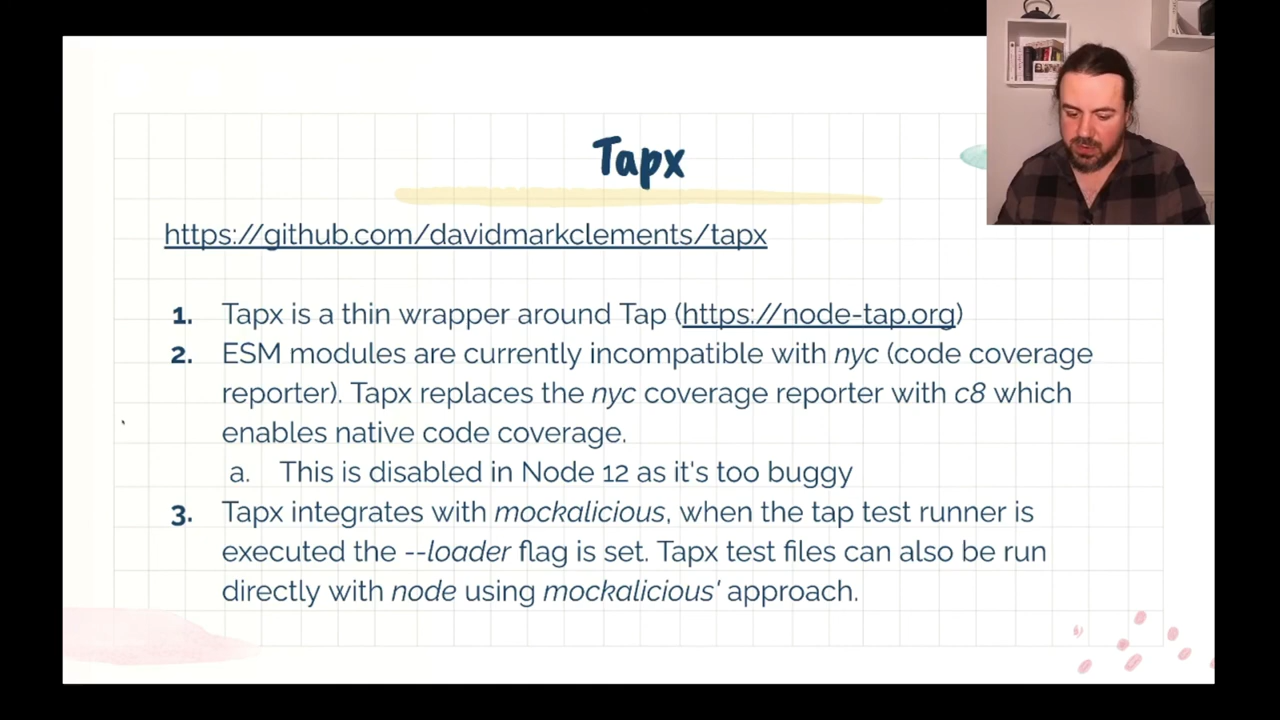 Tapx
https://github.com/davidmarkclements/tapx
1. Tapx is a thin wrapper around Tap (https://node-tap.org)
2. ESM modules are currently incompatible with nyc (code coverage
reporter). Tapx replaces the nyc coverage reporter with c8 which
enables native code coverage.
a. This is disabled in Node 12 as it's too buggy
3. Tapx integrates with mockalicious, when the tap test runner is
executed the --loader flag is set. Tapx test files can also be run
directly with node using mockalicious' approach.